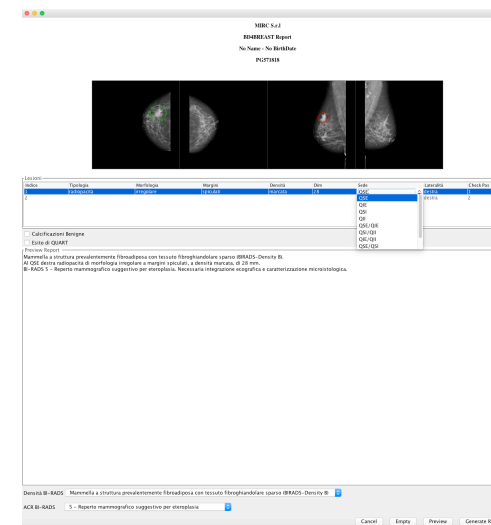 MIRC S.r.l
BD4BREAST Report
No Name - No BirthDate
PG571818
Lesioni
Indice Tipologia Morfologia Margini Densità Dim Sede Lateralità Check Pos
1 radiopacità irregolare spiculati marcata 28 QSE destra 1
2 destra 2
QSE
QIE
QSI
QII
QSE/QIE
QSI/QII
QIE/QII
QSE/QSI
Calcificazioni Benigne
Esito di QUART
Preview Report
Mammella a struttura prevalentemente fibroadiposa con tessuto fibroghiandolare sparso (BIRADS-Density B).
Al QSE destra radiopacità di morfologia irregolare a margini spiculati, a densità marcata, di 28 mm.
BI-RADS 5 - Reperto mammografico suggestivo per eteroplasia. Necessaria integrazione ecografica e caratterizzazione microistologica.
Densità BI-RADS Mammella a struttura prevalentemente fibroadiposa con tessuto fibroghiandolare sparso (BIRADS-Density B)
ACR BI-RADS 5 - Reperto mammografico suggestivo per eteroplasia
Cancel Empty Preview Generate R